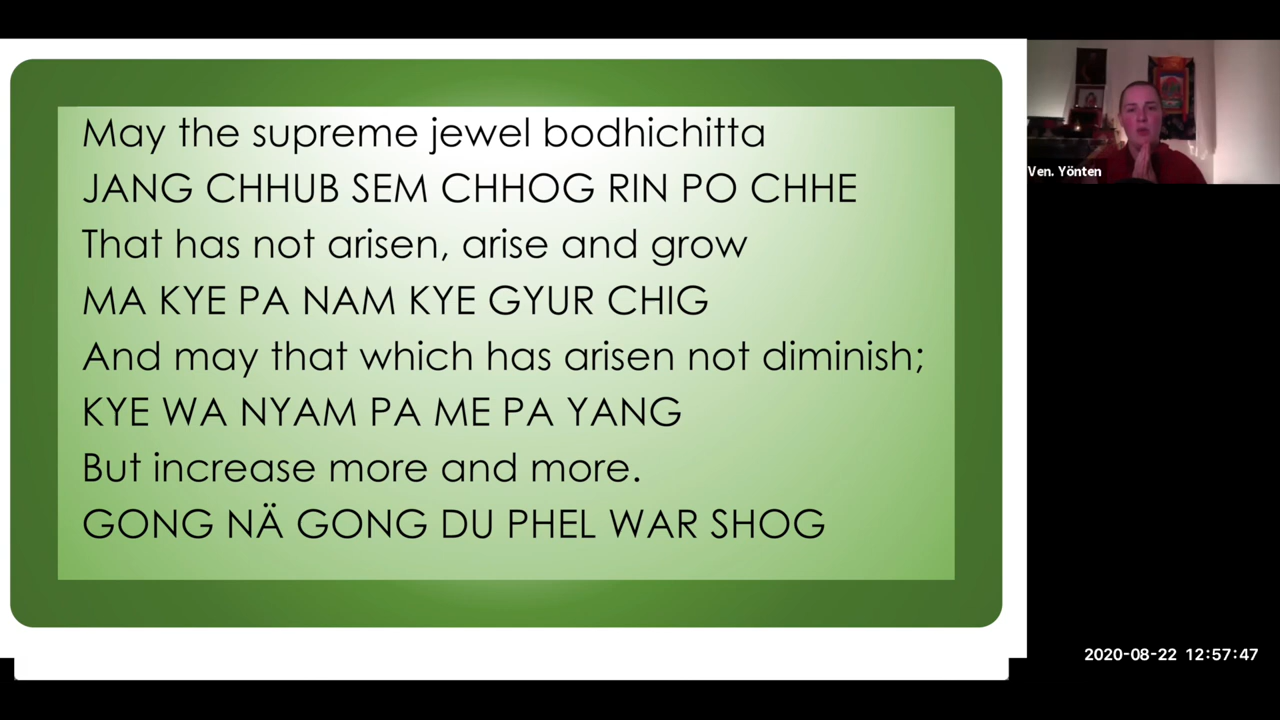 May the supreme jewel bodhichitta
JANG CHHUB SEM CHHOG RIN PO CHHE
That has not arisen, arise and grow
MA KYE PA NAM KYE GYUR CHIG
And may that which has arisen not diminish;
KYE WA NYAM PA ME PA YANG
But increase more and more.
GONG NÄ GONG DU PHEL WAR SHOG
Ven. Yönten
2020-08-22 12:57:47